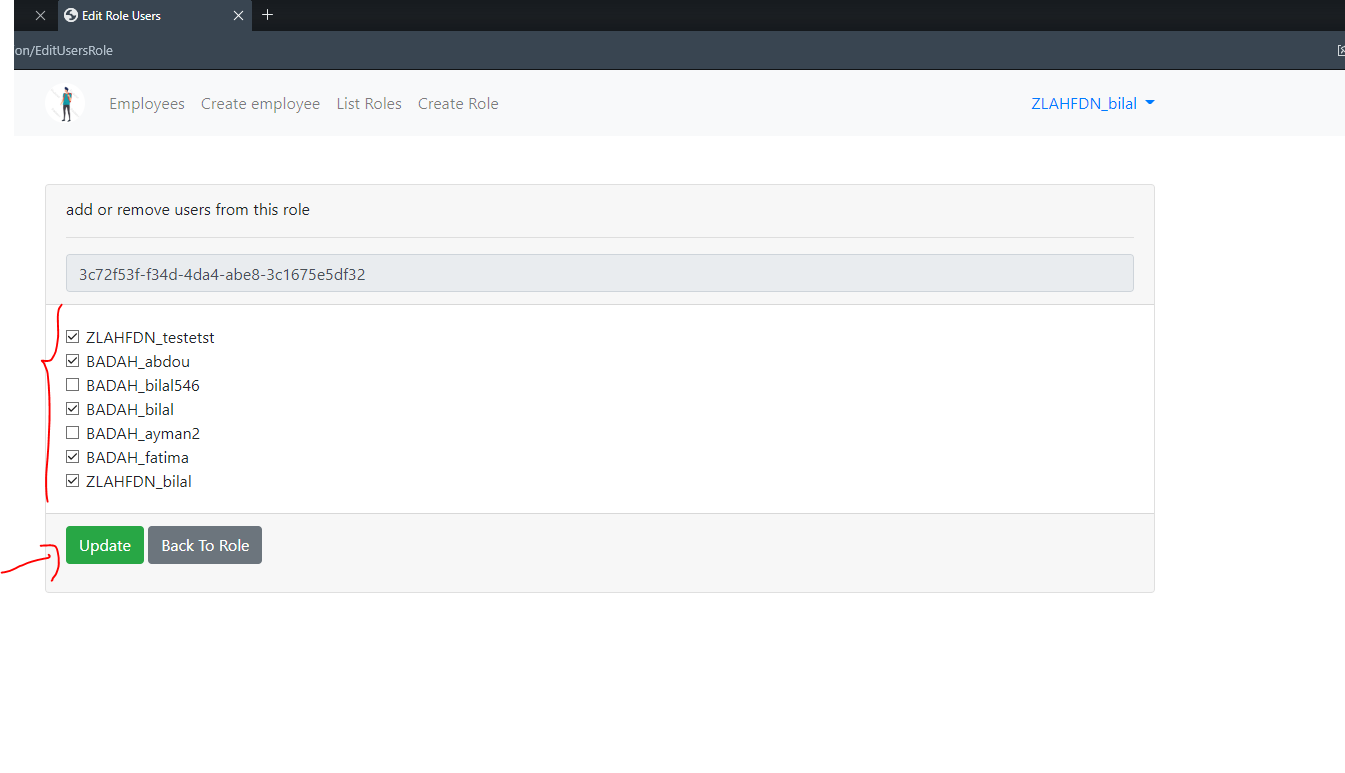 Edit Role Users
on/EditUsersRole
Employees Create employee List Roles Create Role ZLAHFDN_bilal
add or remove users from this role
3c72f53f-f34d-4da4-abe8-3c1675e5df32
ZLAHFDN_testetst
BADAH_abdou
BADAH_bilal546
BADAH_bilal
BADAH_ayman2
BADAH_fatima
ZLAHFDN_bilal
Update Back To Role